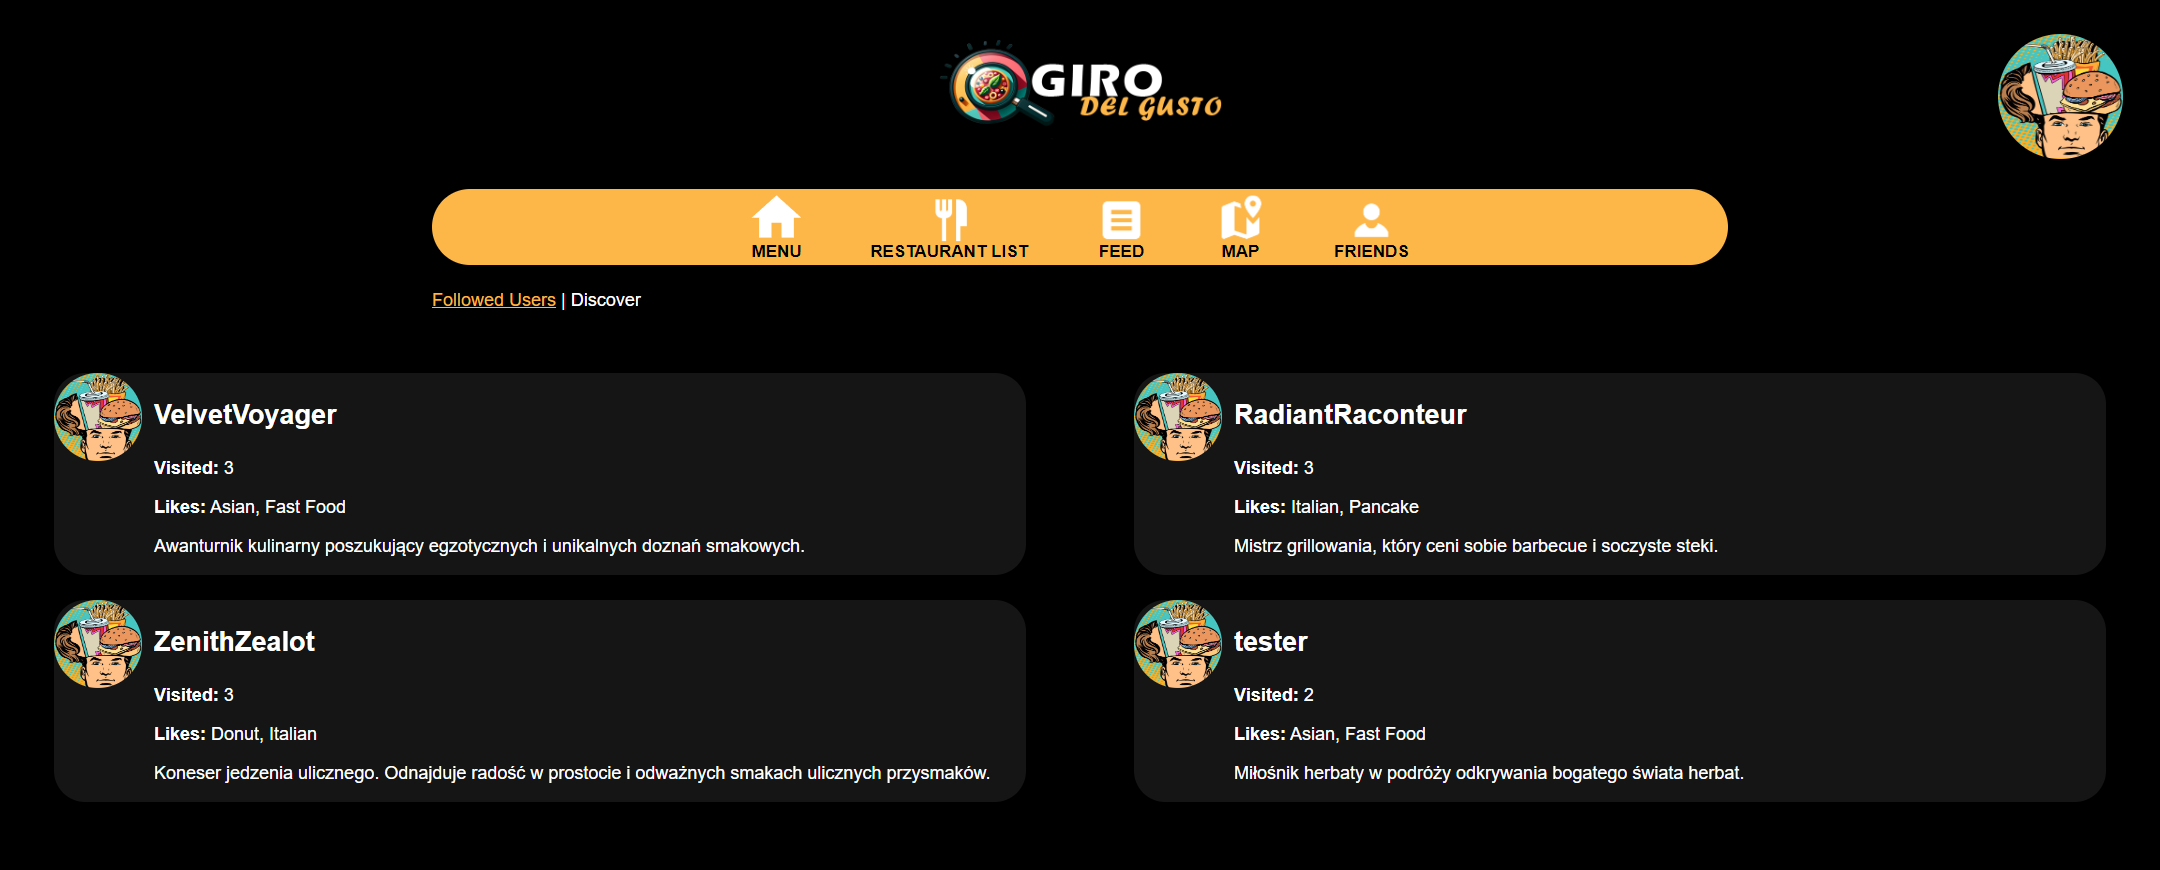 GIRO
DEL GUSTO
MENU
RESTAURANT LIST
FEED
MAP
FRIENDS
Followed Users | Discover
VelvetVoyager
Visited: 3
Likes: Asian, Fast Food
Awanturnik kulinarny poszukujący egzotycznych i unikalnych doznań smakowych.
RadiantRaconteur
Visited: 3
Likes: Italian, Pancake
Mistrz grillowania, który ceni sobie barbecue i soczyste steki.
ZenithZealot
Visited: 3
Likes: Donut, Italian
Koneser jedzenia ulicznego. Odnajduje radość w prostocie i odważnych smakach ulicznych przysmaków.
tester
Visited: 2
Likes: Asian, Fast Food
Miłośnik herbaty w podróży odkrywania bogatego świata herbat.